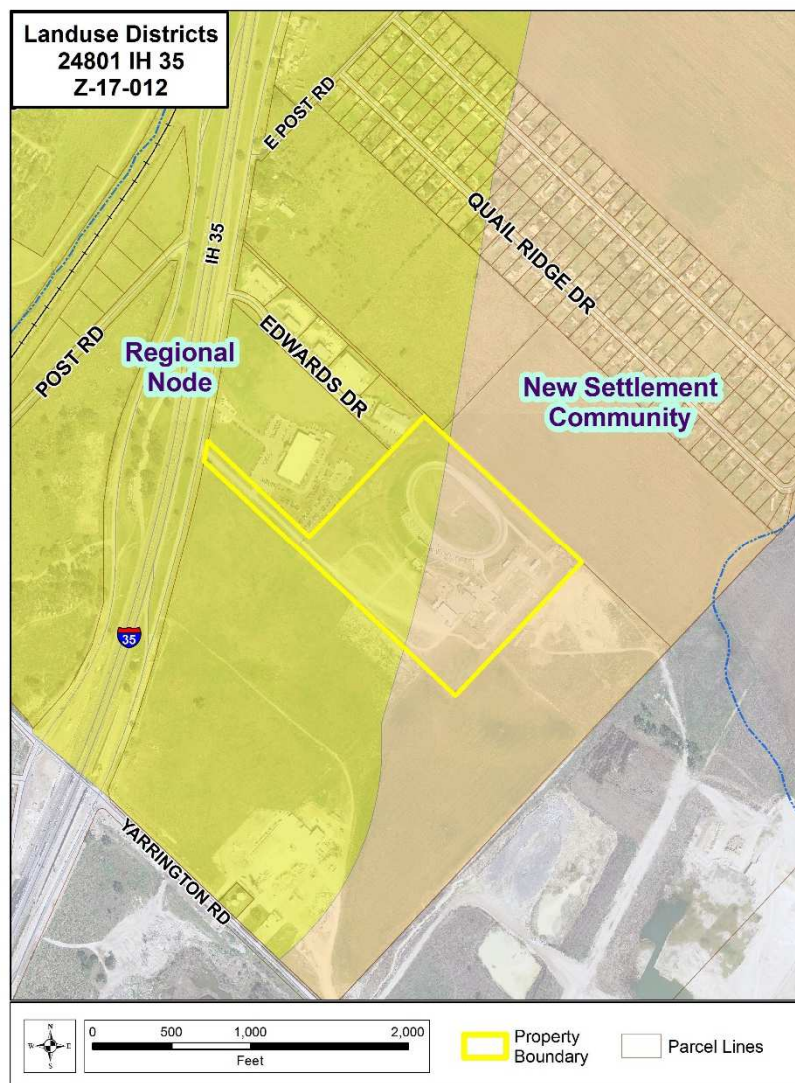 Landuse Districts
24801 IH 35
Z-17-012
E POST RD
QUAIL RIDGE DR
IH 35
EDWARDS DR
POST RD
Regional
Node
New Settlement
Community
35
YARRINGTON RD
N
W E
S
0 500 1,000 2,000
Feet
Property
Boundary
Parcel Lines